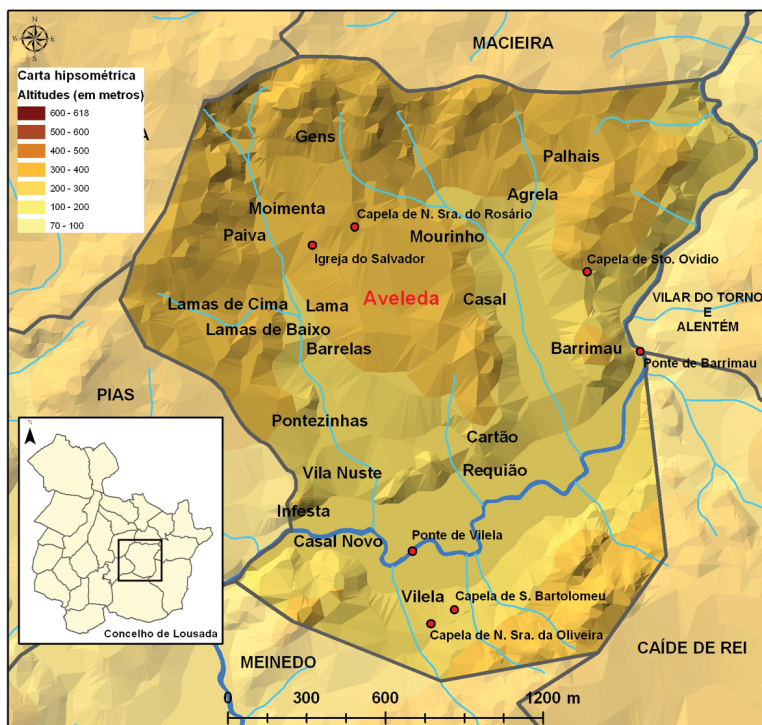 N
W
E
S
MACIEIRA
Carta hipsométrica
Altitudes (em metros)
600 - 618
500 - 600
400 - 500
300 - 400
200 - 300
100 - 200
70 - 100
A
Gens
Palhais
Agrela
Moimenta
Capela de N. Sra. do Rosário
Paiva
Mourinho
Igreja do Salvador
Capela de Sto. Ovídio
Lamas de Cima
Lama
Aveleda
Casal
VILAR DO TORNO
E
ALENTÉM
Lamas de Baixo
Barrelas
Barrimau
Ponte de Barrimau
PIAS
Pontezinhas
Cartão
Vila Nuste
Requião
Infesta
Casal Novo
Ponte de Vilela
Vilela
Capela de S. Bartolomeu
Capela de N. Sra. da Oliveira
N
Concelho de Lousada
MEINEDO
CAÍDE DE REI
0 300 600 1200 m